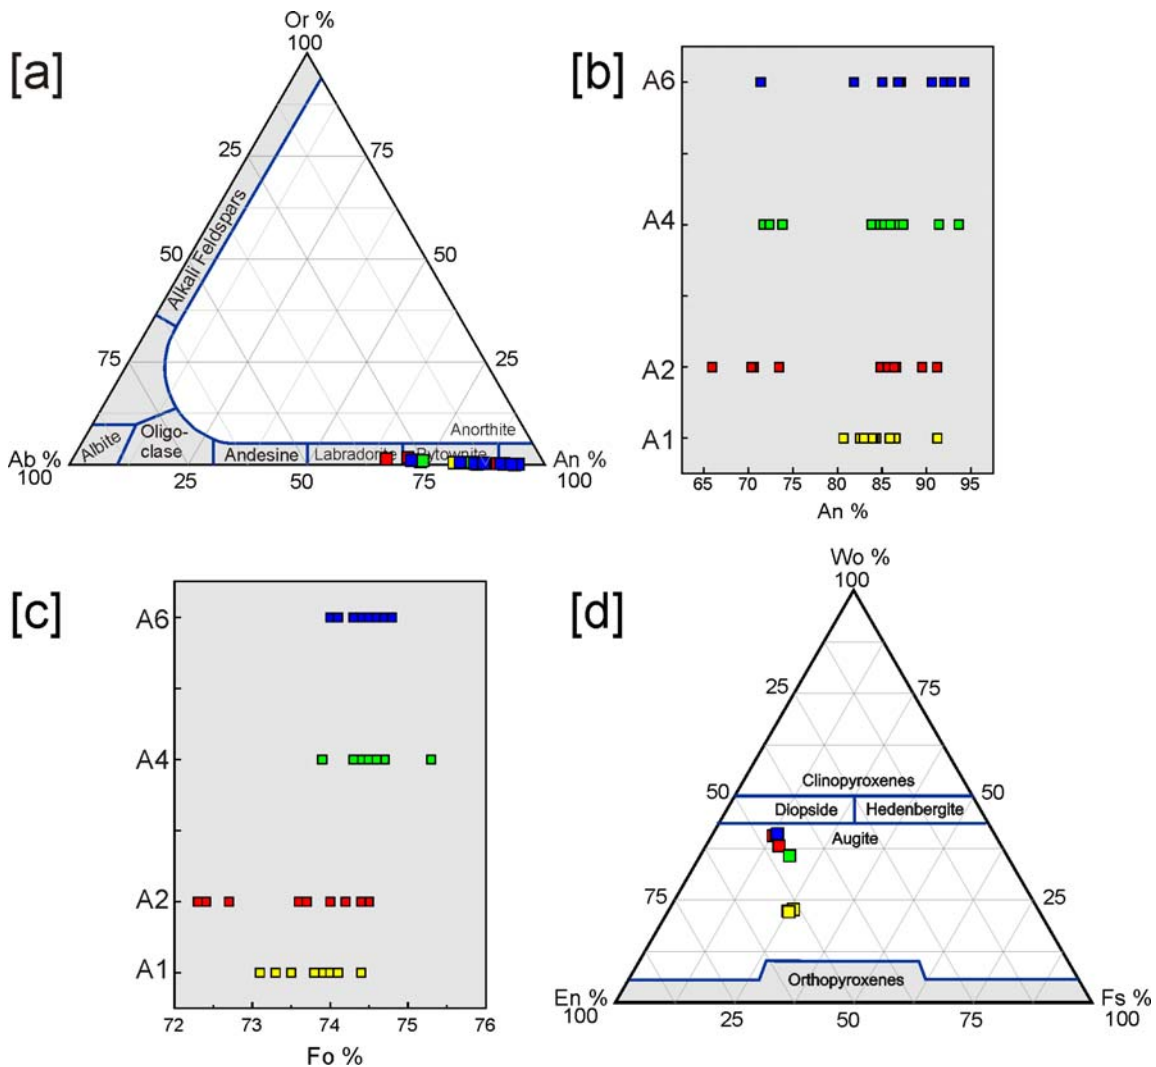 [a]
Or %
100
25
75
50
50
Alkali Feldspars
75
25
Albite
Oligo-
clase
Andesine
Labradorite
Bytownite
Anorthite
Ab %
100
An %
100
25
50
75
[b]
A6
A4
A2
A1
65 70 75 80 85 90 95
An %
[c]
A6
A4
A2
A1
72 73 74 75 76
Fo %
[d]
Wo %
100
25
75
50
50
Clinopyroxenes
Diopside
Hedenbergite
Augite
75
25
Orthopyroxenes
En %
100
Fs %
100
25
50
75